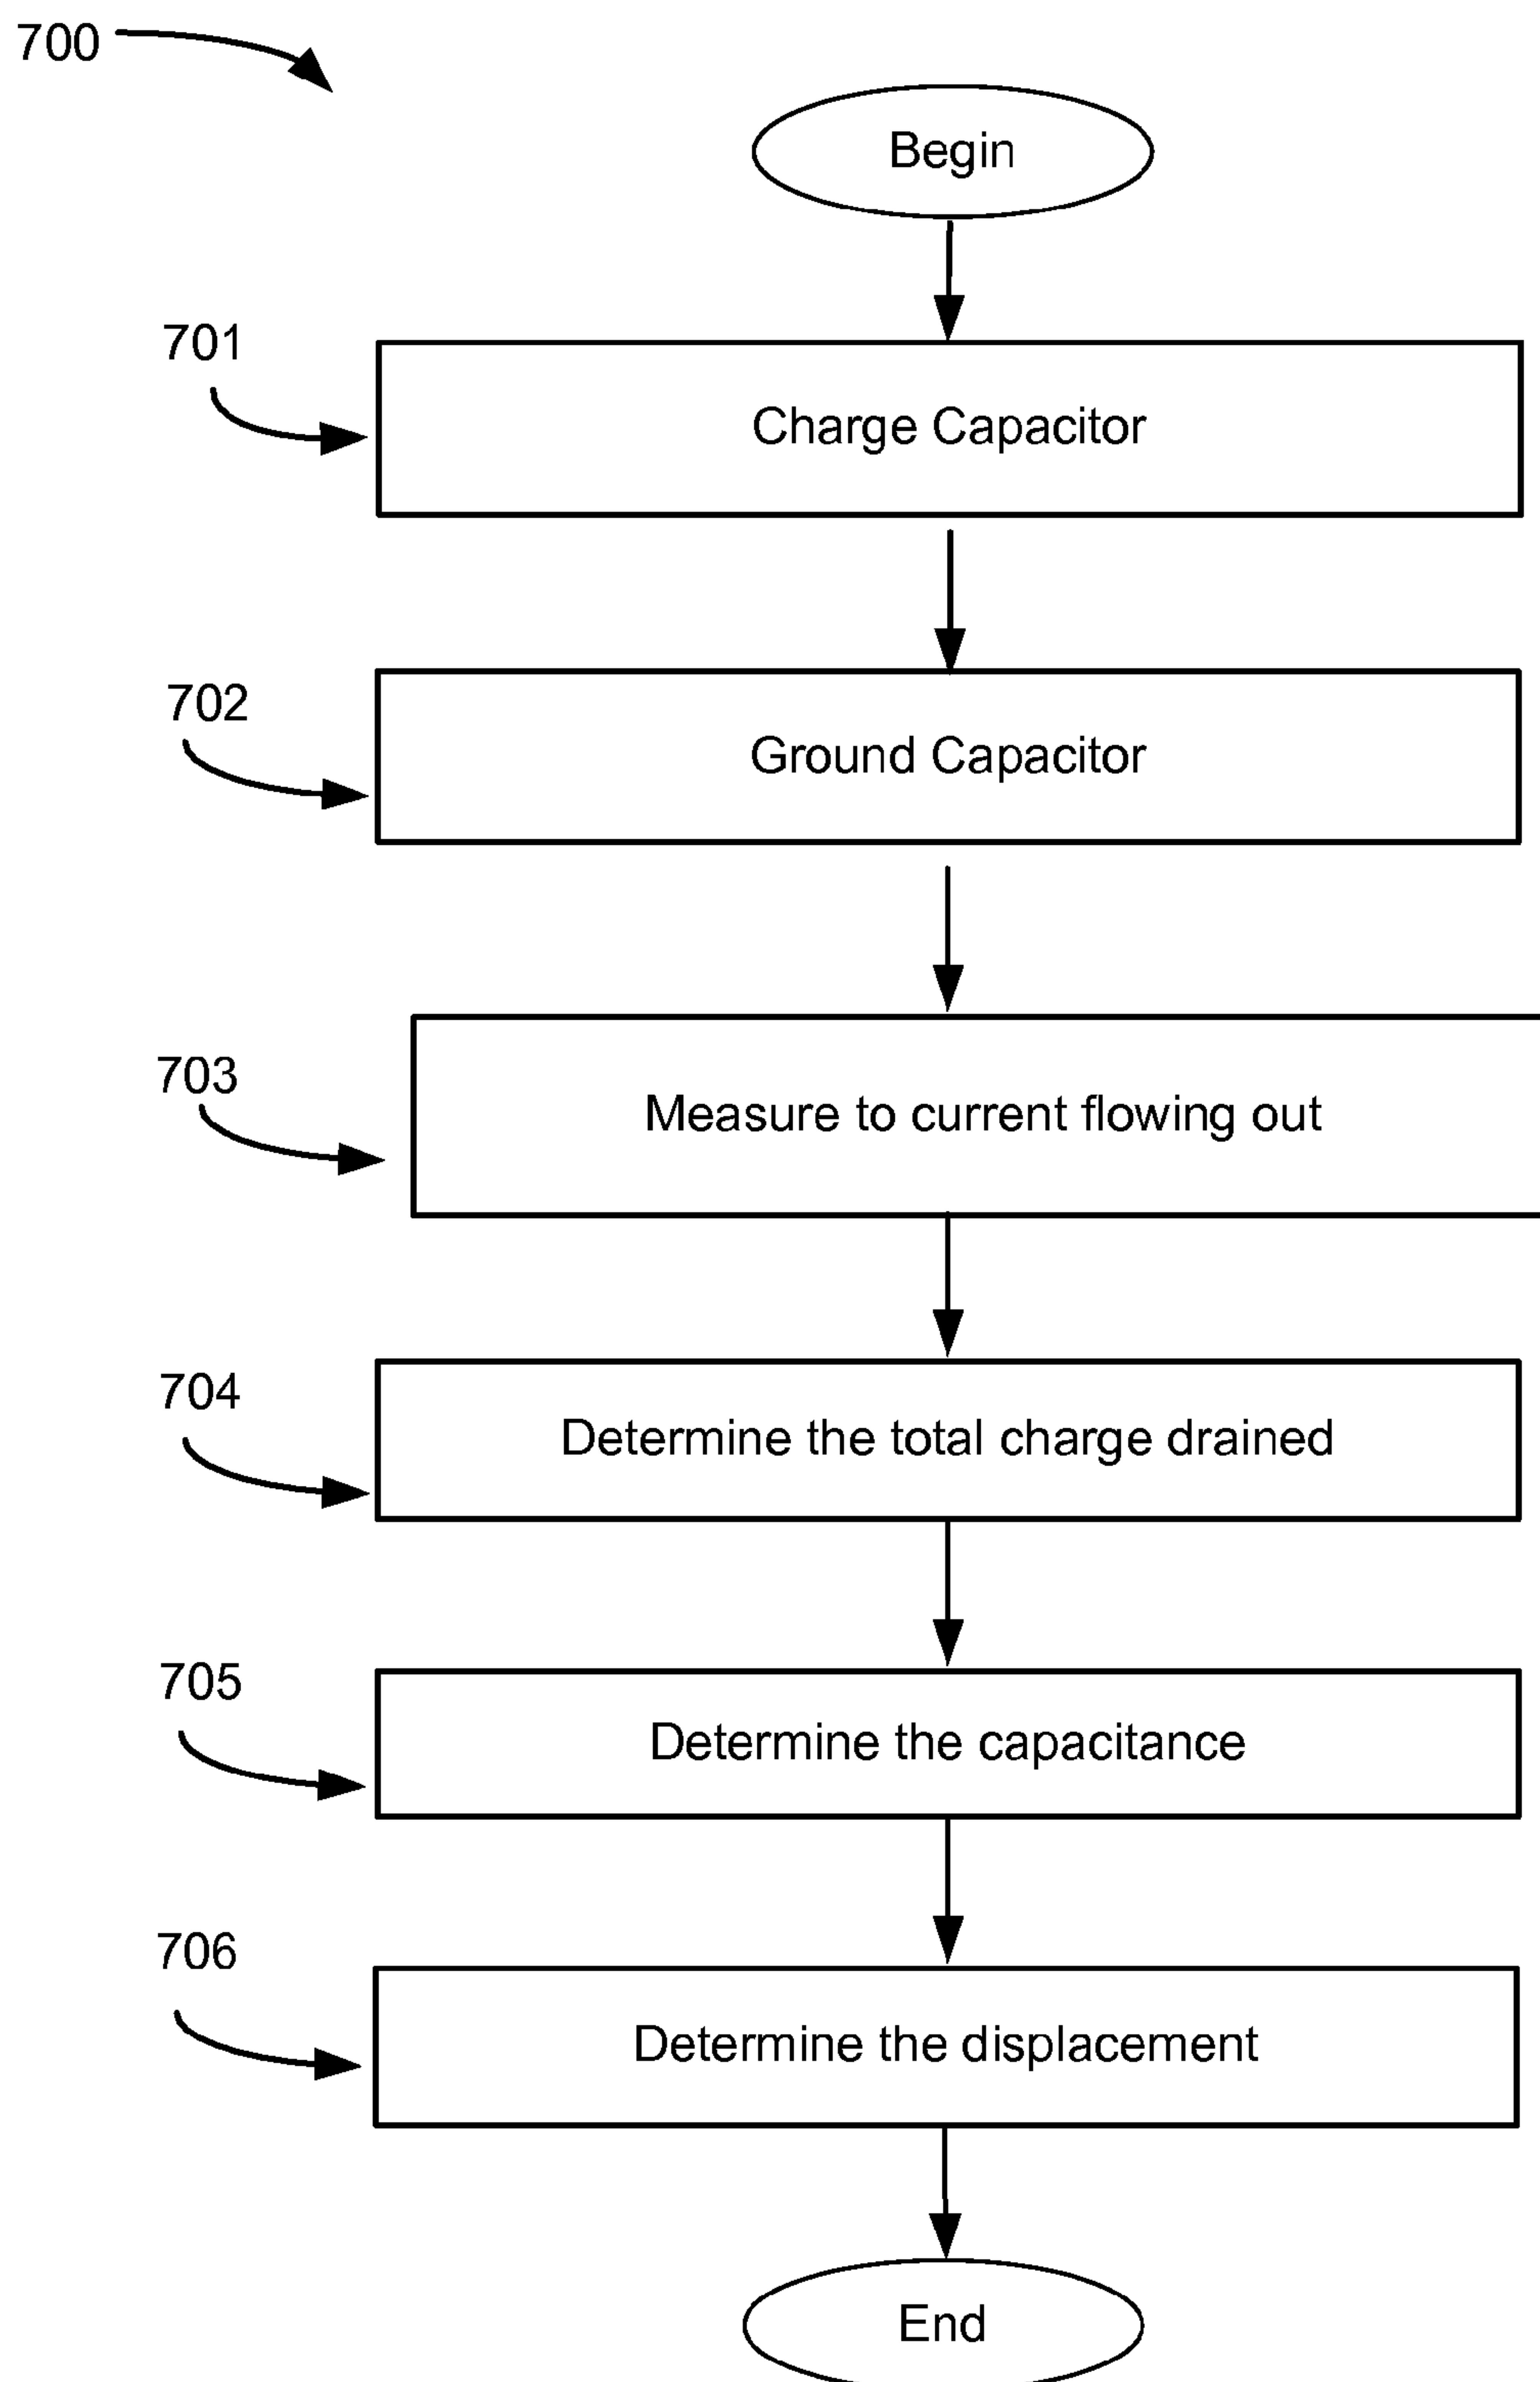 700
Begin
701
Charge Capacitor
702
Ground Capacitor
703
Measure to current flowing out
704
Determine the total charge drained
705
Determine the capacitance
706
Determine the displacement
End